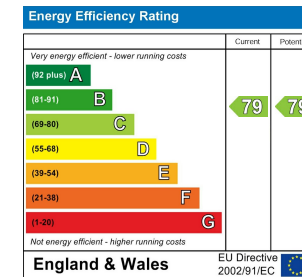 Energy Efficiency Rating
Current Potent
Very energy efficient - lower running costs
(92 plus) A
(81-91) B
79 79
(69-80) C
(55-68) D
(39-54) E
(21-38) F
(1-20) G
Not energy efficient - higher running costs
England & Wales
EU Directive
2002/91/EC